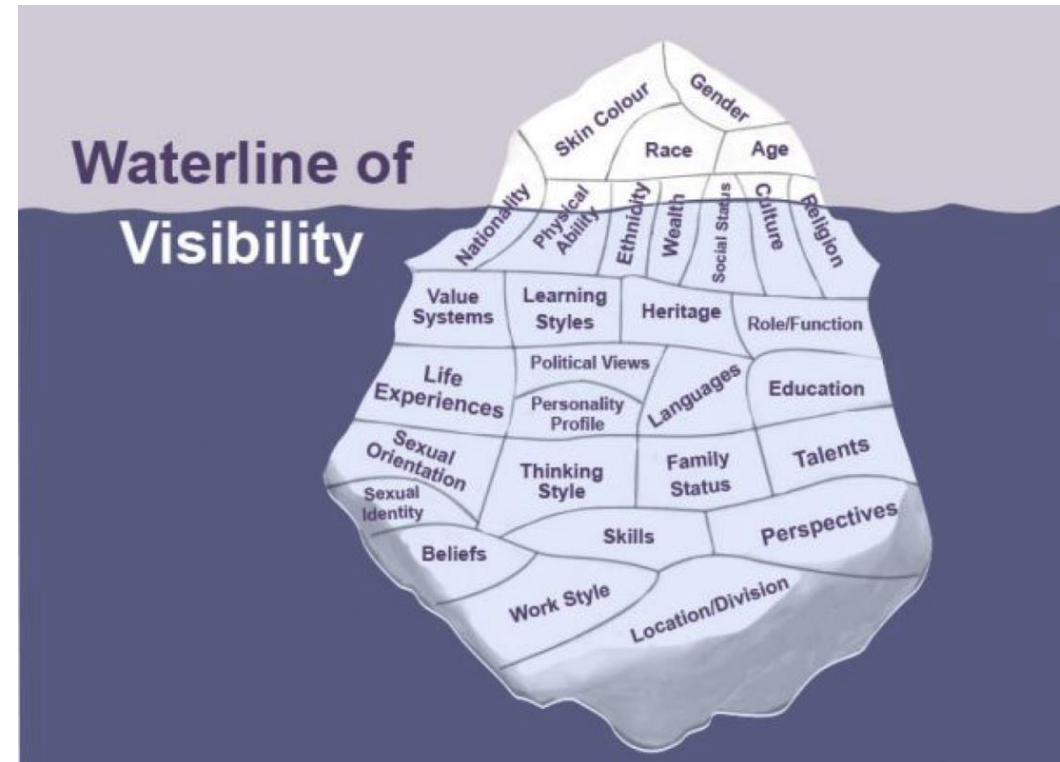 Waterline of
Visibility
Skin Colour
Gender
Race
Age
Nationality
Physical
Ability
Ethnicity
Wealth
Social Status
Culture
Religion
Value
Systems
Learning
Styles
Heritage
Role/Function
Life
Experiences
Political Views
Personality
Profile
Languages
Education
Sexual
Orientation
Sexual
Identity
Thinking
Style
Family
Status
Talents
Beliefs
Skills
Perspectives
Work Style
Location/Division